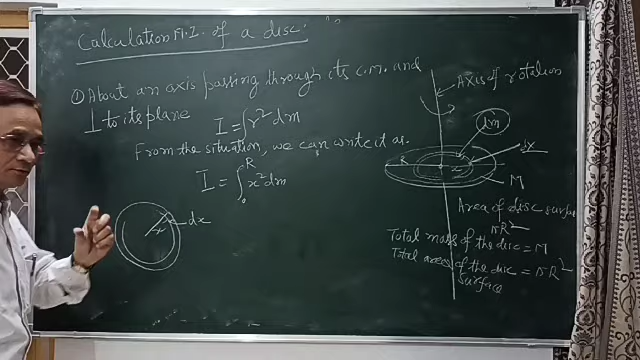 Calculation M.I. of a disc.
① About an axis passing through its C.M. and
⊥ to its plane
I = ∫r² dm
From the situation, we can write it as.
I = ∫₀ᴿ x² dm
dx
x
Axis of rotation
dm
dx
R
x
M
Area of disc surface
πR²
Total mass of the disc = M
Total area of the disc = πR²
surface